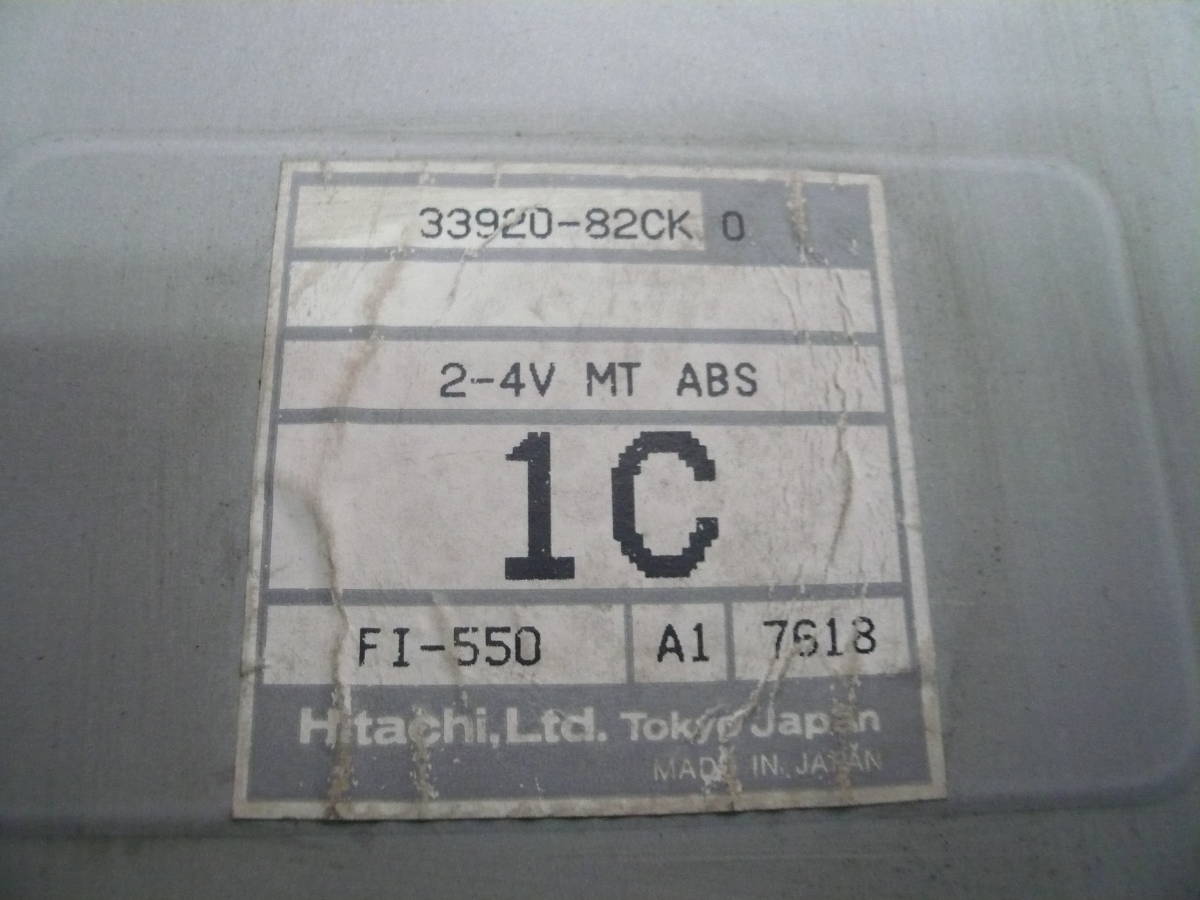 33920-82CK 0
2-4V MT ABS
1C
FI-550 A1 7618
Hitachi, Ltd. Tokyo Japan
MADE IN JAPAN